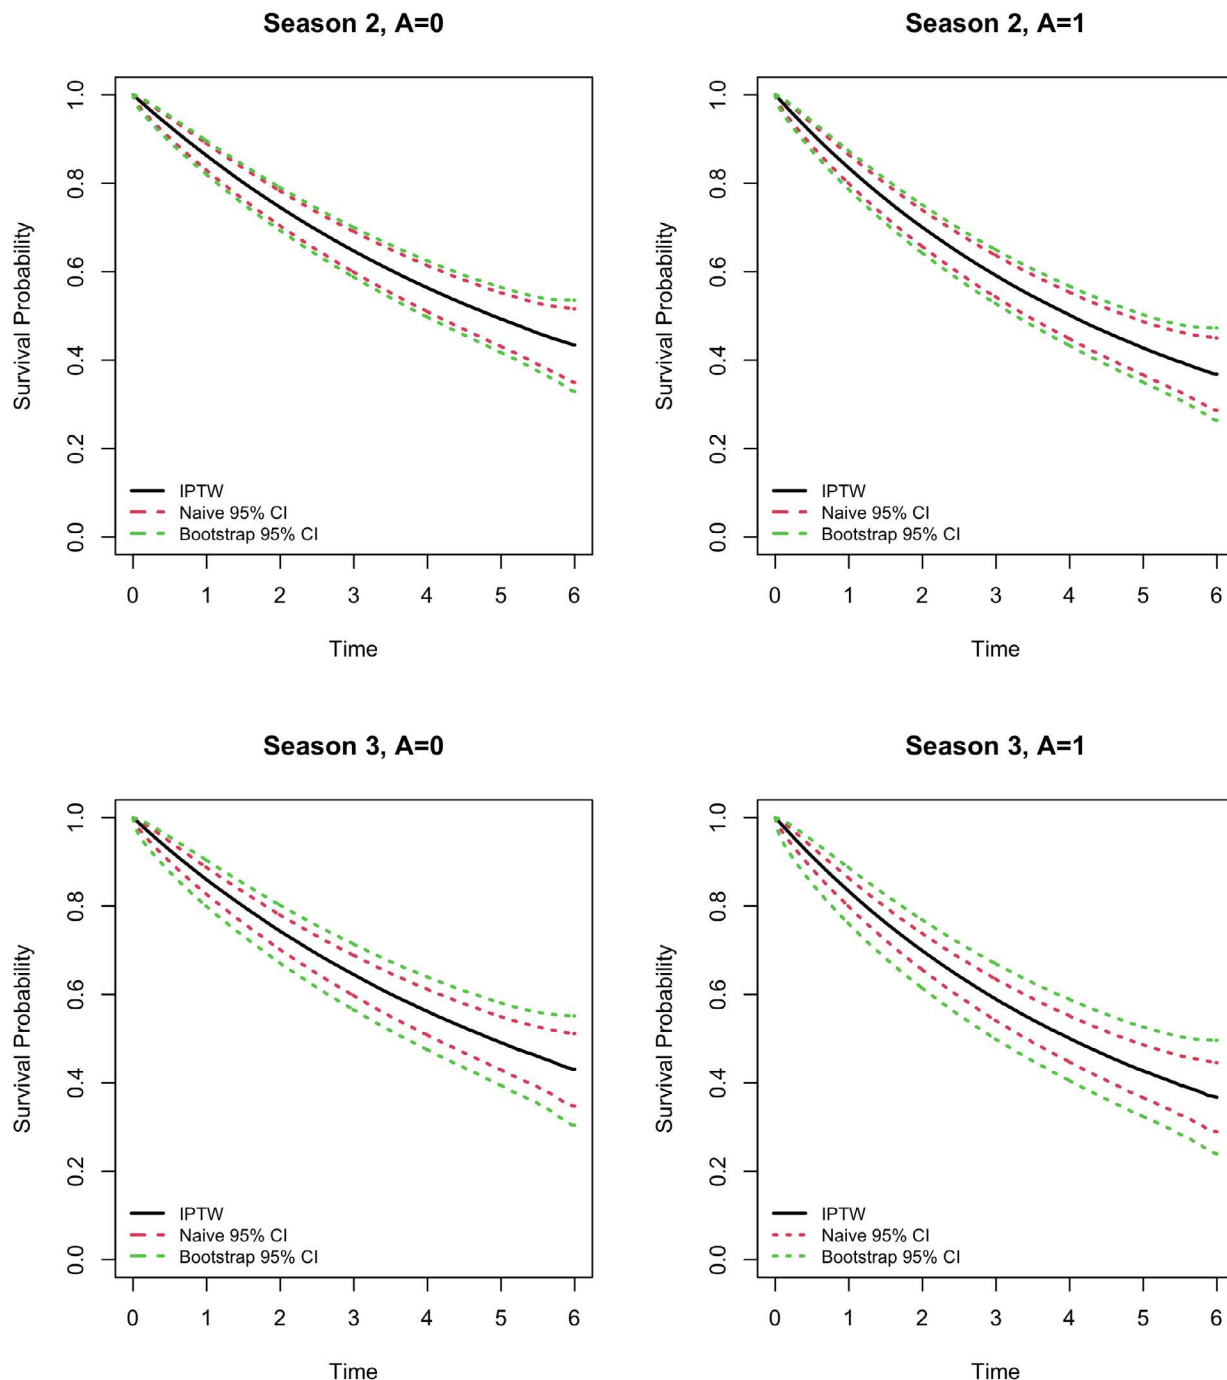 Season 2, A=0
Survival Probability
1.0
0.8
0.6
0.4
0.2
0.0
IPTW
Naive 95% CI
Bootstrap 95% CI
0 1 2 3 4 5 6
Time
Season 2, A=1
Survival Probability
1.0
0.8
0.6
0.4
0.2
0.0
IPTW
Naive 95% CI
Bootstrap 95% CI
0 1 2 3 4 5 6
Time
Season 3, A=0
Survival Probability
1.0
0.8
0.6
0.4
0.2
0.0
IPTW
Naive 95% CI
Bootstrap 95% CI
0 1 2 3 4 5 6
Time
Season 3, A=1
Survival Probability
1.0
0.8
0.6
0.4
0.2
0.0
IPTW
Naive 95% CI
Bootstrap 95% CI
0 1 2 3 4 5 6
Time